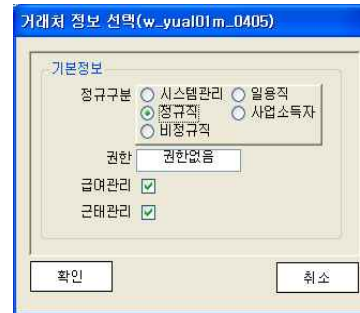 거래처 정보 선택(w_yual01m_0405)
기본정보
정규구분 시스템관리 일용직
정규직 사업소득자
비정규직
권한 권한없음
급여관리
근태관리
확인 취소